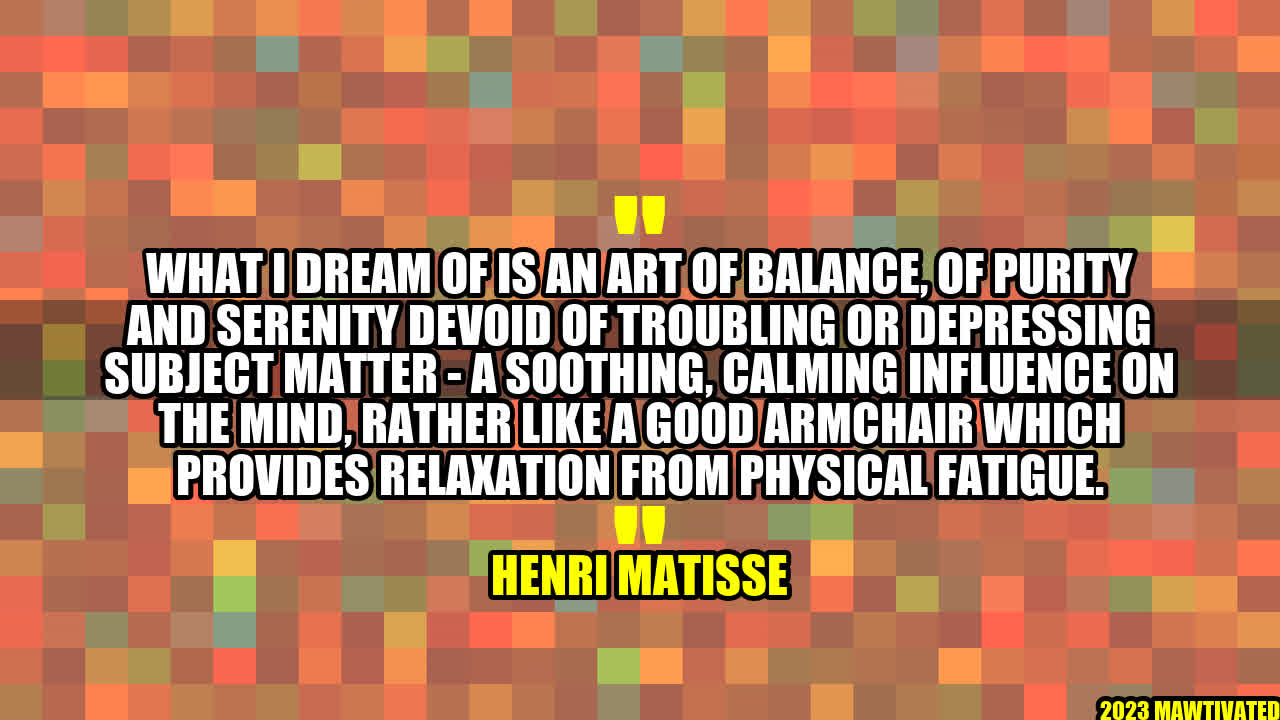 "
WHAT I DREAM OF IS AN ART OF BALANCE, OF PURITY
AND SERENITY DEVOID OF TROUBLING OR DEPRESSING
SUBJECT MATTER - A SOOTHING, CALMING INFLUENCE ON
THE MIND, RATHER LIKE A GOOD ARMCHAIR WHICH
PROVIDES RELAXATION FROM PHYSICAL FATIGUE.
"
HENRI MATISSE
2023 MAWTIVATED